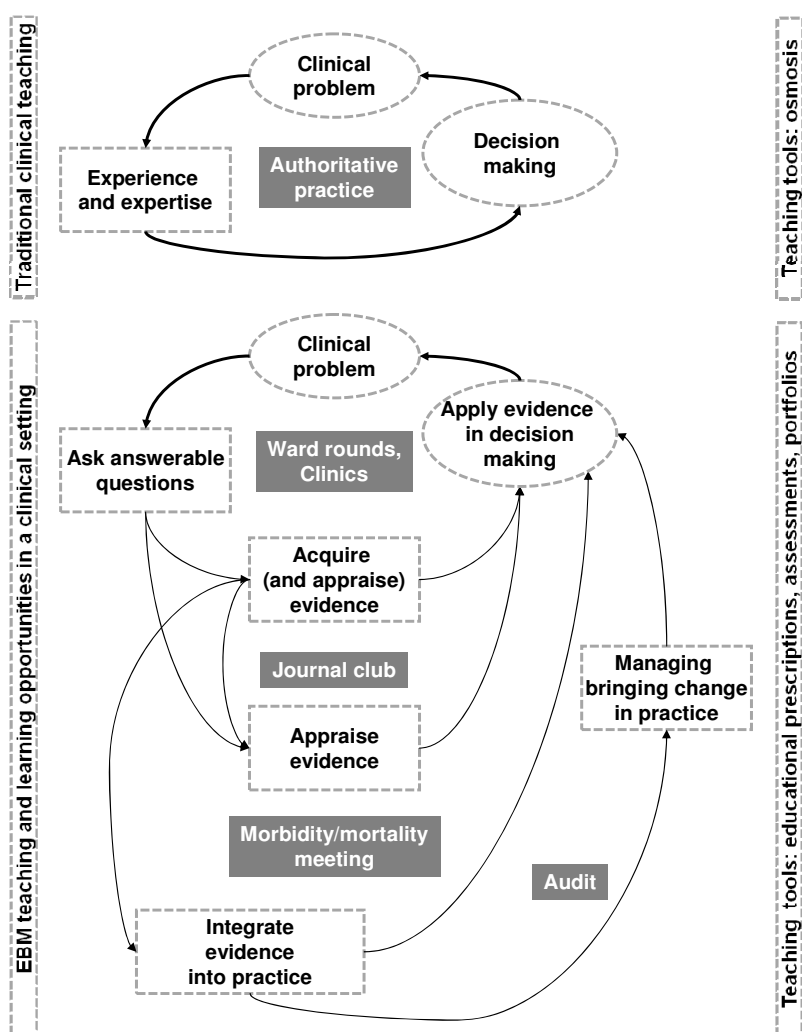 Traditional clinical teaching
Clinical
problem
Decision
making
Authoritative
practice
Experience
and expertise
Teaching tools: osmosis
EBM teaching and learning opportunities in a clinical setting
Clinical
problem
Apply evidence
in decision
making
Ward rounds,
Clinics
Ask answerable
questions
Acquire
(and appraise)
evidence
Journal club
Managing
bringing change
in practice
Appraise
evidence
Morbidity/mortality
meeting
Audit
Integrate
evidence
into practice
Teaching tools: educational prescriptions, assessments, portfolios